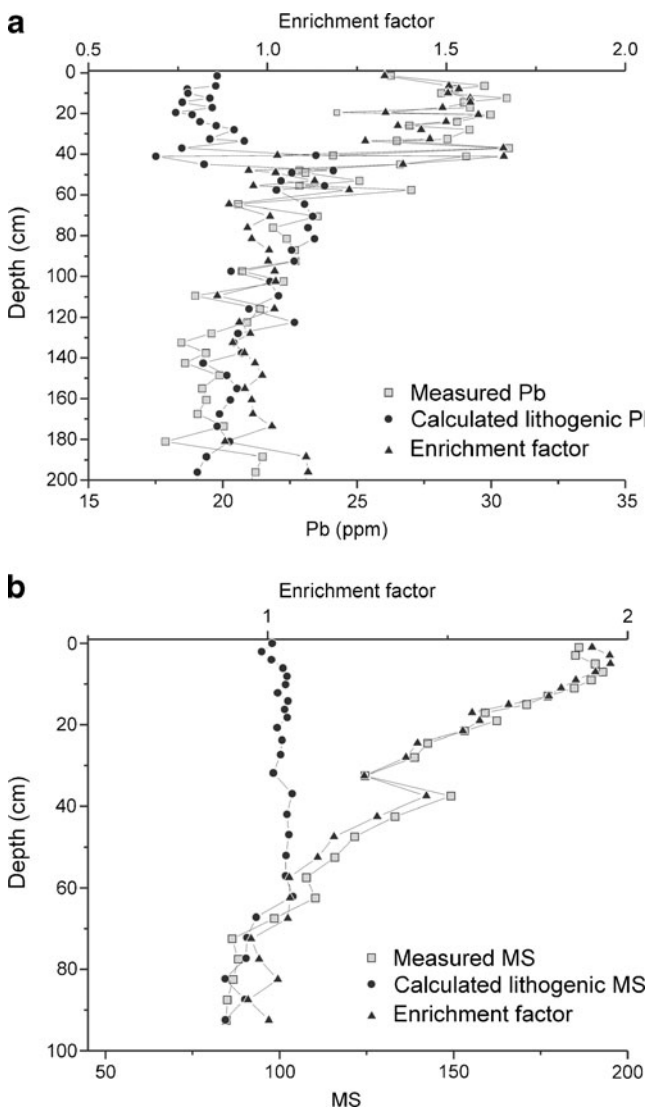 a
Enrichment factor
0.5 1.0 1.5 2.0
0
20
40
60
80
100
120
140
160
180
200
Depth (cm)
Measured Pb
Calculated lithogenic Pl
Enrichment factor
15 20 25 30 35
Pb (ppm)
b
Enrichment factor
1 2
0
20
40
60
80
100
Depth (cm)
Measured MS
Calculated lithogenic MS
Enrichment factor
50 100 150 200
MS